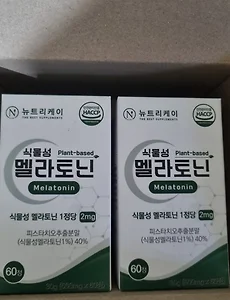 뉴트리케이
THE BEST SUPPLEMENTS
HACCP
식물성 Plant-based
멜라토닌
Melatonin
식물성 멜라토닌 1정당 2mg
피스타치오추출분말
(식물성멜라토닌1%) 40%
60정
뉴트리케이
THE BEST SUPPLEMENTS
HACCP
식물성 Plant-based
멜라토닌
Melatonin
식물성 멜라토닌 1정당 2mg
피스타치오추출분말
(식물성멜라토닌1%) 40%
60정